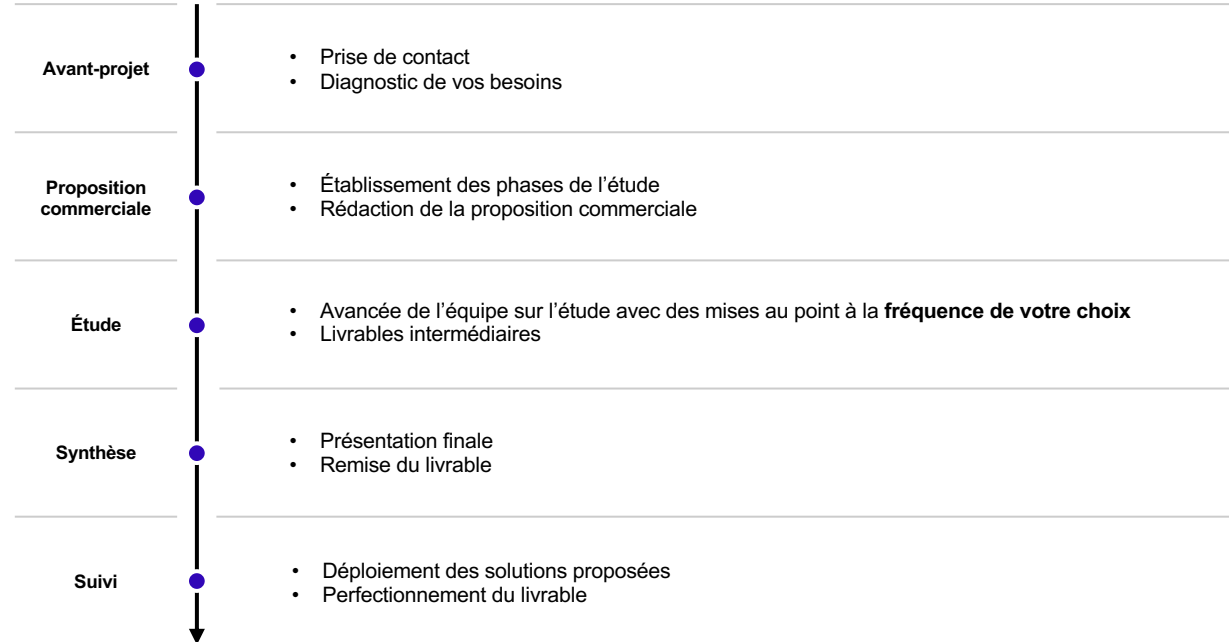 Avant-projet
• Prise de contact
• Diagnostic de vos besoins
Proposition
commerciale
• Établissement des phases de l’étude
• Rédaction de la proposition commerciale
Étude
• Avancée de l’équipe sur l’étude avec des mises au point à la fréquence de votre choix
• Livrables intermédiaires
Synthèse
• Présentation finale
• Remise du livrable
Suivi
• Déploiement des solutions proposées
• Perfectionnement du livrable